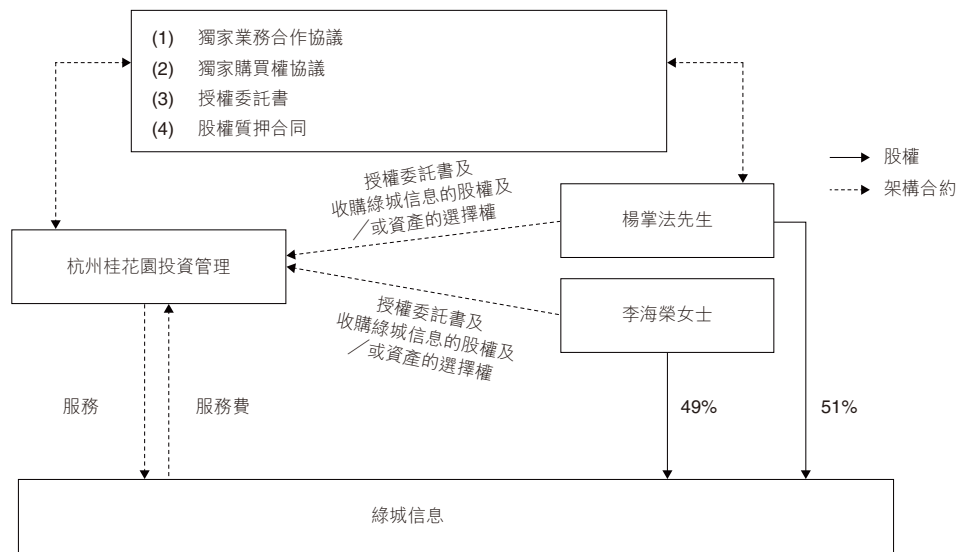 (1) 獨家業務合作協議
(2) 獨家購買權協議
(3) 授權委託書
(4) 股權質押合同
股權
架構合約
授權委託書及
收購綠城信息的股權及
／或資產的選擇權
楊掌法先生
杭州桂花園投資管理
李海榮女士
授權委託書及
收購綠城信息的股權及
／或資產的選擇權
服務
服務費
49%
51%
綠城信息